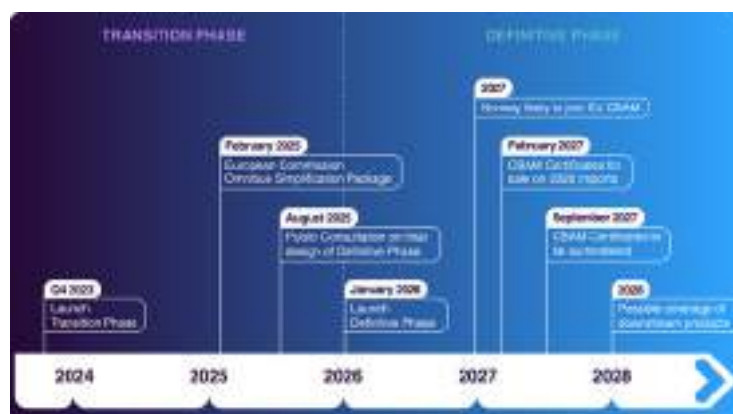 TRANSITION PHASE
DEFINITIVE PHASE
2027
Norway likely to join EU CBAM
February 2025
European Commission
Omnibus Simplification Package
February 2027
CBAM Certificates for
sale on 2026 imports
August 2025
Public Consultation on final
design of Definitive Phase
September 2027
CBAM Certificates to
be surrendered
Q4 2023
Launch
Transition Phase
January 2026
Launch
Definitive Phase
2028
Possible coverage of
downstream products
2024
2025
2026
2027
2028